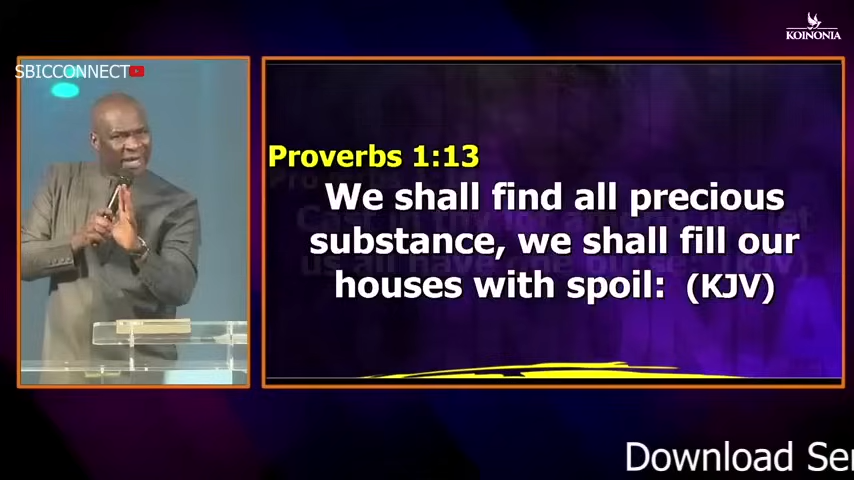 KOINONIA
SBICCONNECT
Proverbs 1:13
We shall find all precious
substance, we shall fill our
houses with spoil: (KJV)
Download